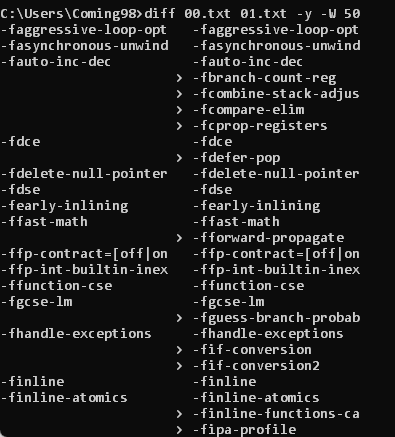 C:\Users\Coming98>diff 00.txt 01.txt -y -W 50
-faggressive-loop-opt   -faggressive-loop-opt
-fasynchronous-unwind   -fasynchronous-unwind
-fauto-inc-dec          -fauto-inc-dec
                      > -fbranch-count-reg
                      > -fcombine-stack-adjus
                      > -fcompare-elim
                      > -fcprop-registers
-fdce                   -fdce
                      > -fdefer-pop
-fdelete-null-pointer   -fdelete-null-pointer
-fdse                   -fdse
-fearly-inlining        -fearly-inlining
-ffast-math             -ffast-math
                      > -fforward-propagate
-ffp-contract=[off|on   -ffp-contract=[off|on
-ffp-int-builtin-inex   -ffp-int-builtin-inex
-ffunction-cse          -ffunction-cse
-fgcse-lm               -fgcse-lm
                      > -fguess-branch-probab
-fhandle-exceptions     -fhandle-exceptions
                      > -fif-conversion
                      > -fif-conversion2
-finline                -finline
-finline-atomics        -finline-atomics
                      > -finline-functions-ca
                      > -fipa-profile